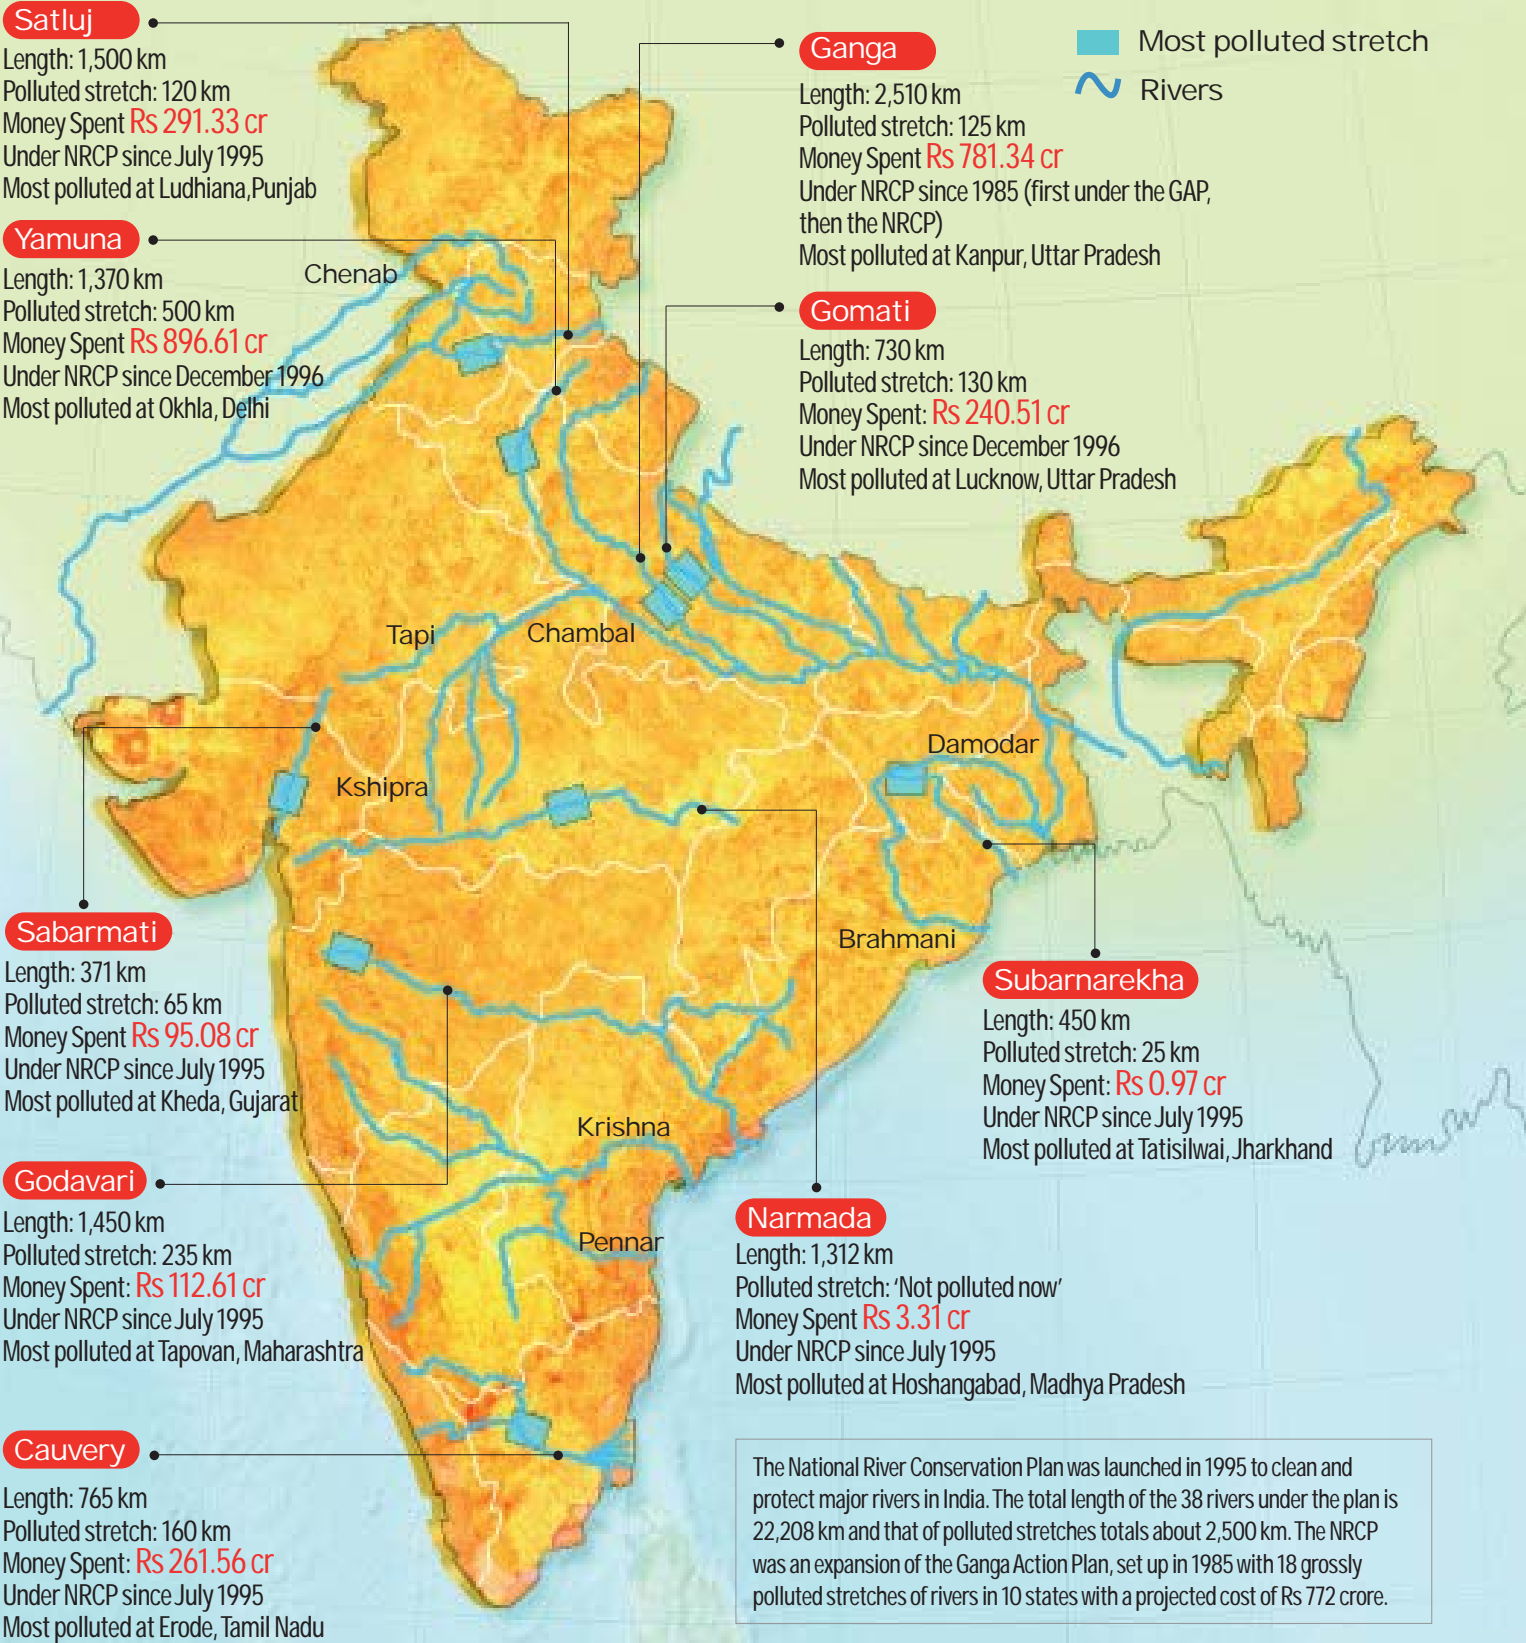 Satluj
Length: 1,500 km
Polluted stretch: 120 km
Money Spent Rs 291.33 cr
Under NRCP since July 1995
Most polluted at Ludhiana, Punjab
Yamuna
Length: 1,370 km
Polluted stretch: 500 km
Money Spent Rs 896.61 cr
Under NRCP since December 1996
Most polluted at Okhla, Delhi
Ganga
Length: 2,510 km
Polluted stretch: 125 km
Money Spent Rs 781.34 cr
Under NRCP since 1985 (first under the GAP,
then the NRCP)
Most polluted at Kanpur, Uttar Pradesh
Most polluted stretch
Rivers
Gomati
Length: 730 km
Polluted stretch: 130 km
Money Spent: Rs 240.51 cr
Under NRCP since December 1996
Most polluted at Lucknow, Uttar Pradesh
Chenab
Tapi
Chambal
Kshipra
Damodar
Brahmani
Krishna
Pennar
Sabarmati
Length: 371 km
Polluted stretch: 65 km
Money Spent Rs 95.08 cr
Under NRCP since July 1995
Most polluted at Kheda, Gujarat
Subarnarekha
Length: 450 km
Polluted stretch: 25 km
Money Spent: Rs 0.97 cr
Under NRCP since July 1995
Most polluted at Tatisilwai, Jharkhand
Godavari
Length: 1,450 km
Polluted stretch: 235 km
Money Spent: Rs 112.61 cr
Under NRCP since July 1995
Most polluted at Tapovan, Maharashtra
Narmada
Length: 1,312 km
Polluted stretch: ‘Not polluted now’
Money Spent Rs 3.31 cr
Under NRCP since July 1995
Most polluted at Hoshangabad, Madhya Pradesh
Cauvery
Length: 765 km
Polluted stretch: 160 km
Money Spent: Rs 261.56 cr
Under NRCP since July 1995
Most polluted at Erode, Tamil Nadu
The National River Conservation Plan was launched in 1995 to clean and
protect major rivers in India. The total length of the 38 rivers under the plan is
22,208 km and that of polluted stretches totals about 2,500 km. The NRCP
was an expansion of the Ganga Action Plan, set up in 1985 with 18 grossly
polluted stretches of rivers in 10 states with a projected cost of Rs 772 crore.